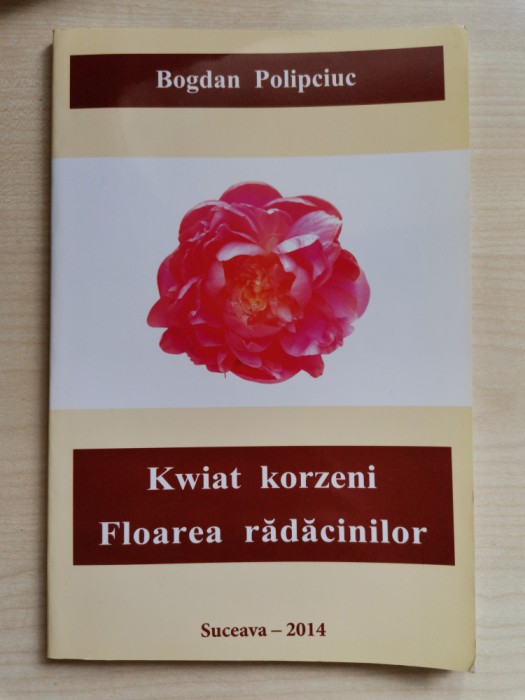 Bogdan Polipciuc
Kwiat korzeni
Floarea rădăcinilor
Suceava – 2014